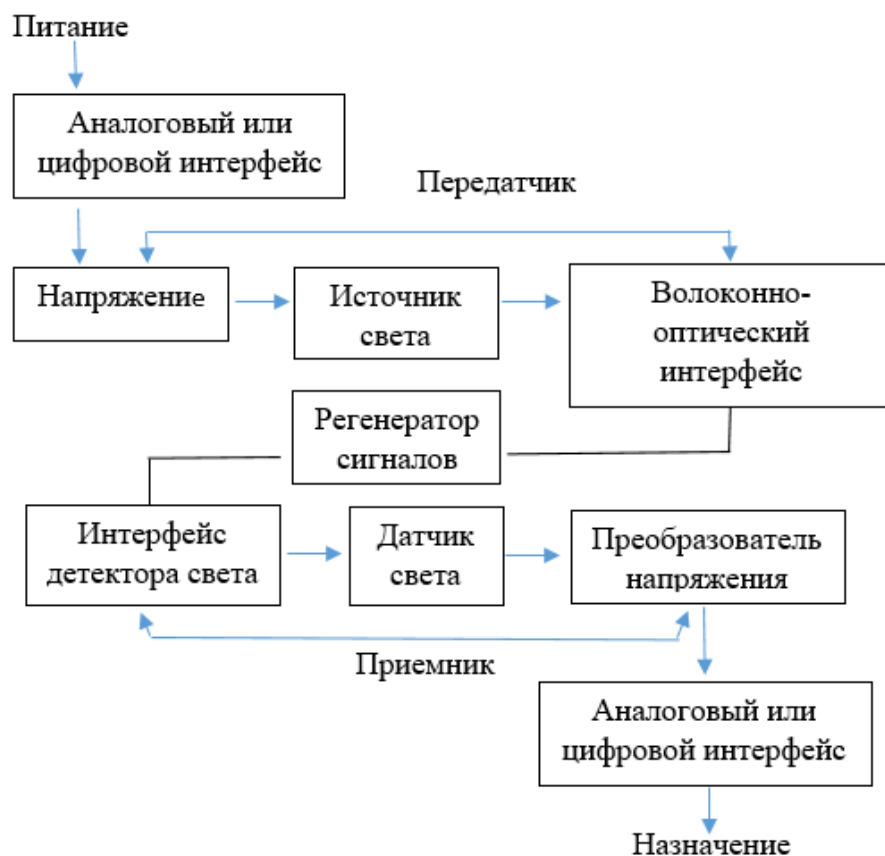 Питание
Аналоговый или
цифровой интерфейс
Передатчик
Напряжение
Источник
света
Волоконно-
оптический
интерфейс
Регенератор
сигналов
Интерфейс
детектора света
Датчик
света
Преобразователь
напряжения
Приемник
Аналоговый или
цифровой интерфейс
Назначение